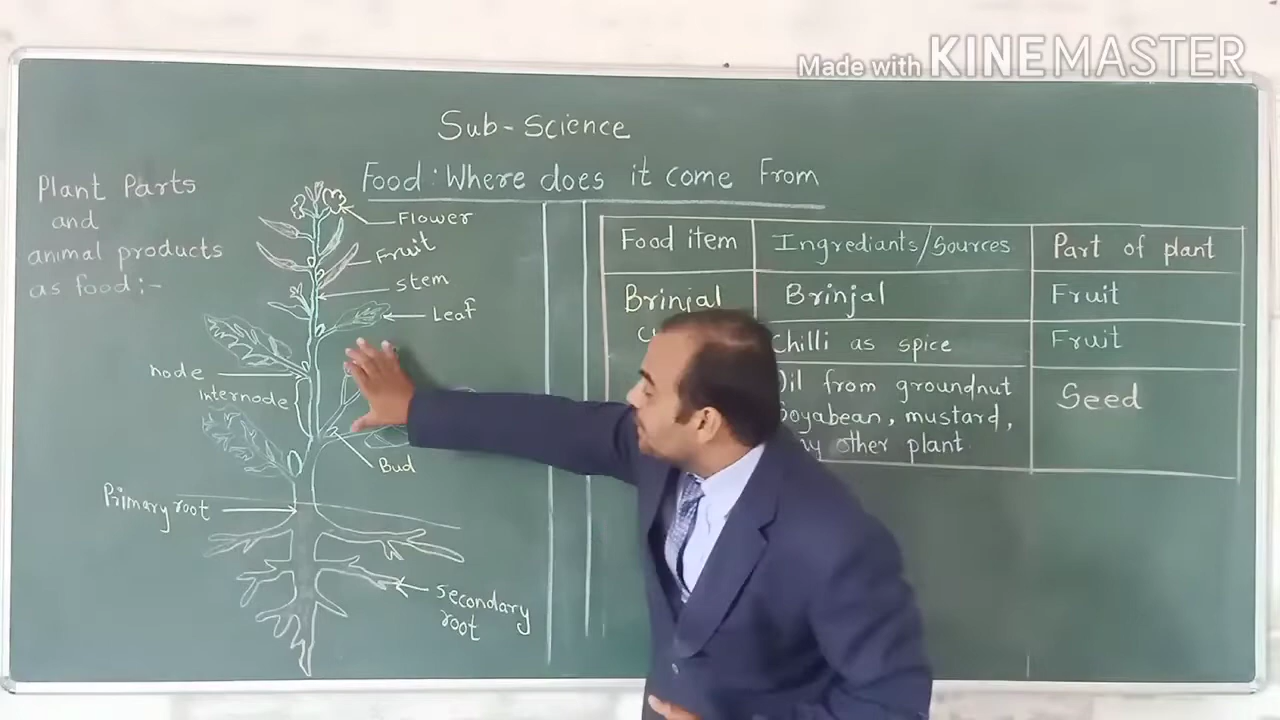 Made with KINEMASTER
Sub-Science
Food: Where does it come From
Plant Parts
and
animal products
as food:-
Flower
Fruit
stem
Leaf
node
Internode
Bud
Primary root
Secondary
root
Food item
Ingrediants/Sources
Part of plant
Brinjal
Brinjal
Fruit
Chilli as spice
Fruit
Oil from groundnut
Soyabean, mustard,
other plant
Seed